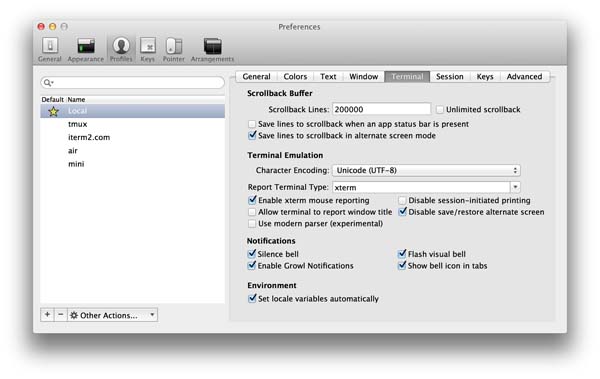 Preferences
General Appearance Profiles Keys Pointer Arrangements
General Colors Text Window Terminal Session Keys Advanced
Default Name
Local
tmux
iterm2.com
air
mini
+ − Other Actions...
Scrollback Buffer
Scrollback Lines: 200000 Unlimited scrollback
Save lines to scrollback when an app status bar is present
Save lines to scrollback in alternate screen mode
Terminal Emulation
Character Encoding: Unicode (UTF-8)
Report Terminal Type: xterm
Enable xterm mouse reporting Disable session-initiated printing
Allow terminal to report window title Disable save/restore alternate screen
Use modern parser (experimental)
Notifications
Silence bell Flash visual bell
Enable Growl Notifications Show bell icon in tabs
Environment
Set locale variables automatically